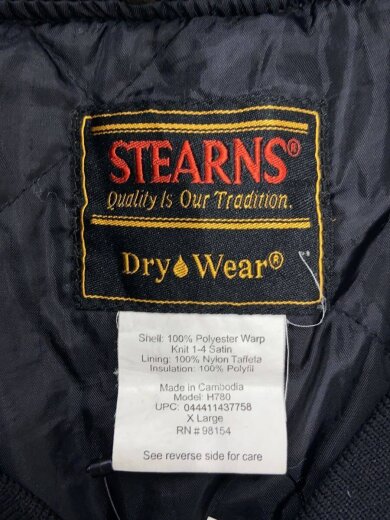 STEARNS®
Quality Is Our Tradition.
Dry Wear®
Shell: 100% Polyester Warp
Knit 1-4 Satin
Lining: 100% Nylon Taffeta
Insulation: 100% Polyfil
Made in Cambodia
Model: H780
UPC: 044411437758
X Large
RN # 98154
See reverse side for care